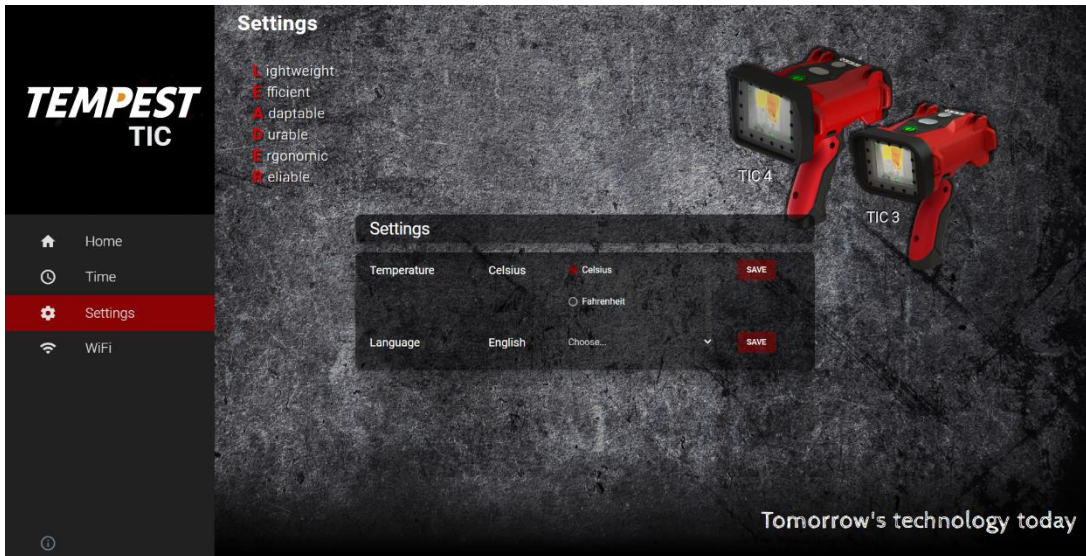 TEMPEST
TIC
Home
Time
Settings
WiFi
Settings
Lightweight
Efficient
Adaptable
Durable
Ergonomic
Reliable
TIC 4
TIC 3
Settings
Temperature Celsius Celsius SAVE
Fahrenheit
Language English Choose... SAVE
Tomorrow's technology today